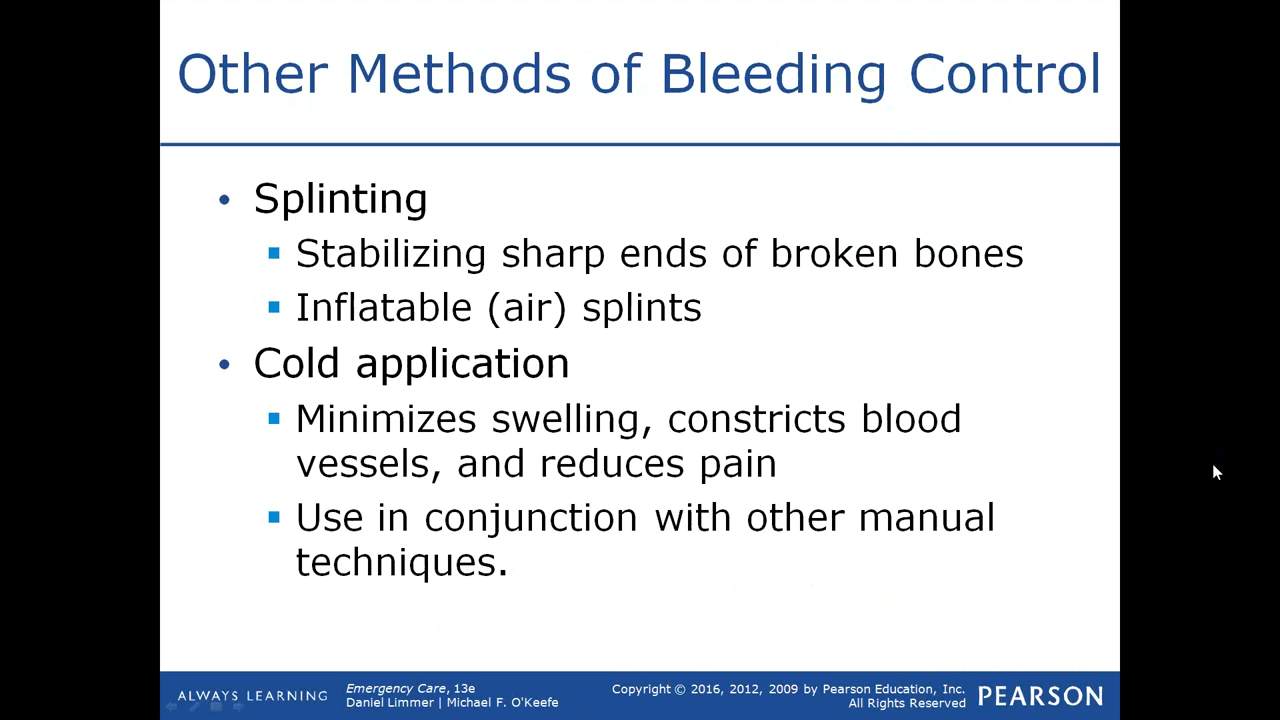 Other Methods of Bleeding Control
• Splinting
▪ Stabilizing sharp ends of broken bones
▪ Inflatable (air) splints
• Cold application
▪ Minimizes swelling, constricts blood
vessels, and reduces pain
▪ Use in conjunction with other manual
techniques.
ALWAYS LEARNING
Emergency Care, 13e
Daniel Limmer | Michael F. O'Keefe
Copyright © 2016, 2012, 2009 by Pearson Education, Inc.
All Rights Reserved
PEARSON